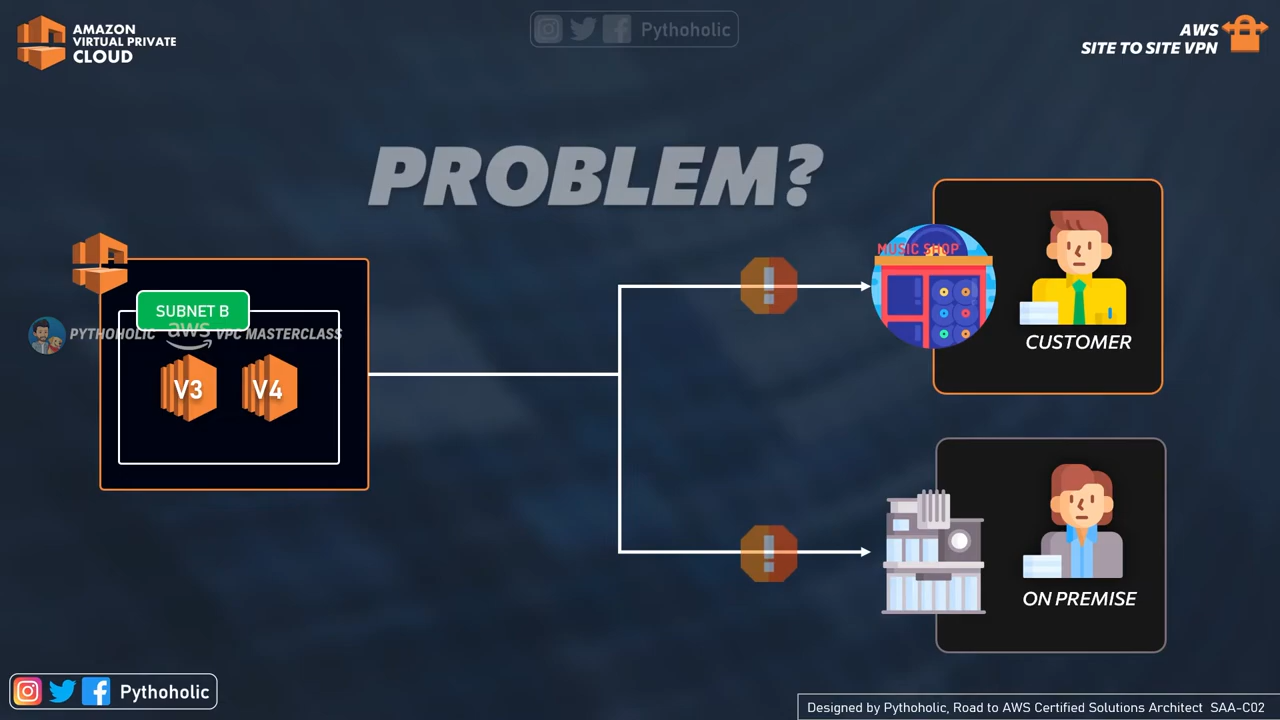 AMAZON
VIRTUAL PRIVATE
CLOUD
Pythoholic
AWS
SITE TO SITE VPN
PROBLEM?
MUSIC SHOP
SUBNET B
PYTHOHOLIC aws VPC MASTERCLASS
V3 V4
CUSTOMER
ON PREMISE
Pythoholic
Designed by Pythoholic, Road to AWS Certified Solutions Architect SAA-C02